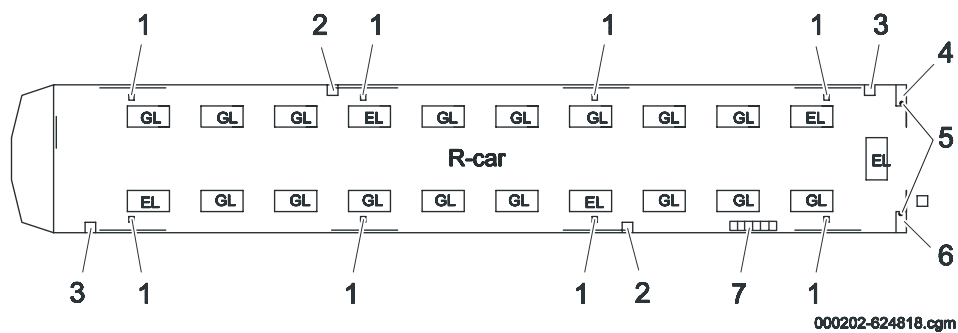 1 2 1 1 1 3
4
GL GL GL EL GL GL GL GL GL EL
5
R-car
EL
EL GL GL GL GL GL EL GL GL GL
6
3 1 1 1 2 7 1
000202-624818.cgm